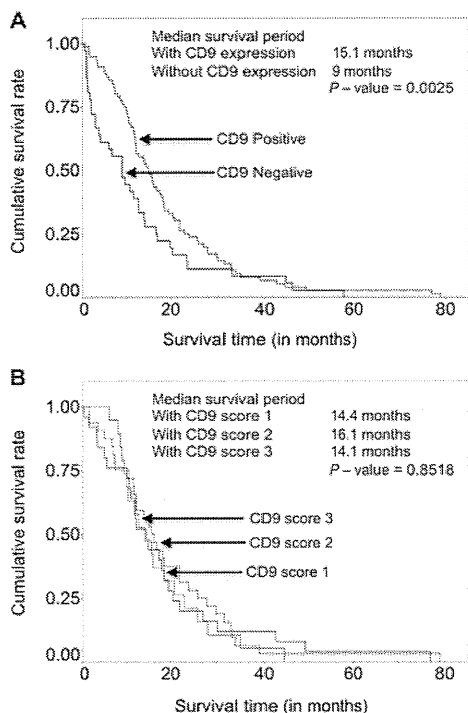 A
Cumulative survival rate
1.00
0.75
0.50
0.25
0.00
Median survival period
With CD9 expression 15.1 months
Without CD9 expression 9 months
P – value = 0.0025
CD9 Positive
CD9 Negative
0 20 40 60 80
Survival time (in months)
B
Cumulative survival rate
1.00
0.75
0.50
0.25
0.00
Median survival period
With CD9 score 1 14.4 months
With CD9 score 2 16.1 months
With CD9 score 3 14.1 months
P – value = 0.8518
CD9 score 3
CD9 score 2
CD9 score 1
0 20 40 60 80
Survival time (in months)